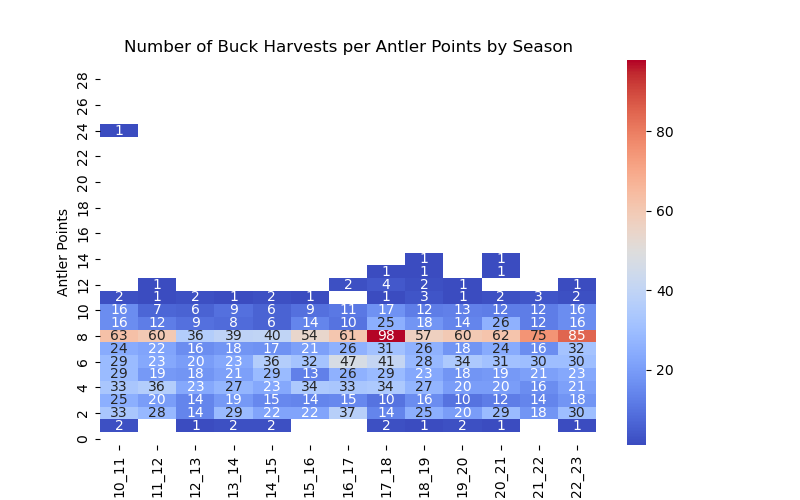 Number of Buck Harvests per Antler Points by Season
Antler Points
28
26
24 1
22
20
18
16
14 1 1
1 1 1
12 1 2 4 2 1 1
2 1 2 1 2 1 1 3 1 2 3 2
10 16 7 6 9 6 9 11 17 12 13 12 12 16
16 12 9 8 6 14 10 25 18 14 26 12 16
8 63 60 36 39 40 54 61 98 57 60 62 75 85
24 22 16 18 17 21 26 31 26 18 24 16 32
6 29 23 20 23 36 32 47 41 28 34 31 30 30
29 19 18 21 29 13 26 29 23 18 19 21 23
4 33 36 23 27 23 34 33 34 27 20 20 16 21
25 20 14 19 15 14 15 10 16 10 12 14 18
2 33 28 14 29 22 22 37 14 25 20 29 18 30
2 1 2 2 2 1 2 1 1
0
10_11 11_12 12_13 13_14 14_15 15_16 16_17 17_18 18_19 19_20 20_21 21_22 22_23
80
60
40
20